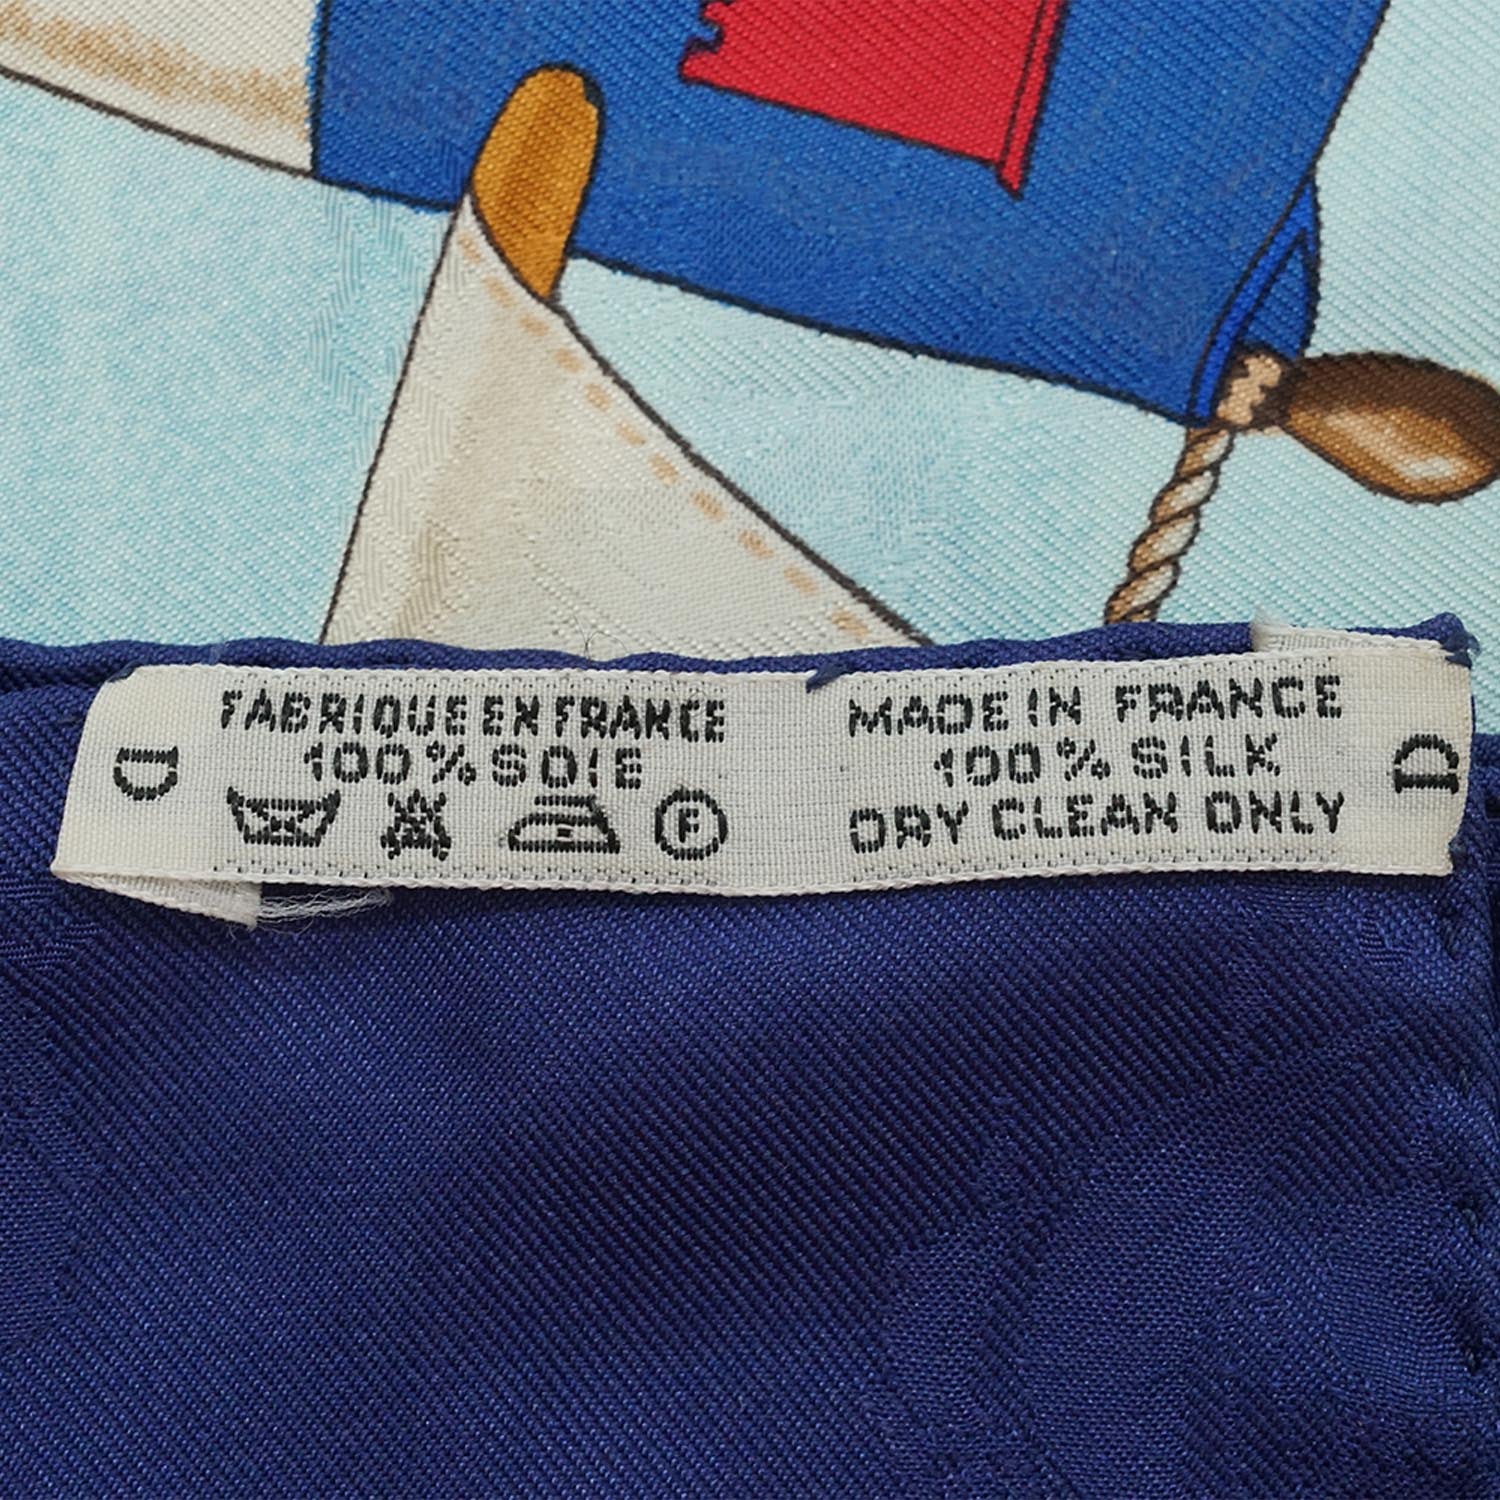 D
FABRIQUE EN FRANCE
100% SOIE
F
MADE IN FRANCE
100% SILK
DRY CLEAN ONLY
D